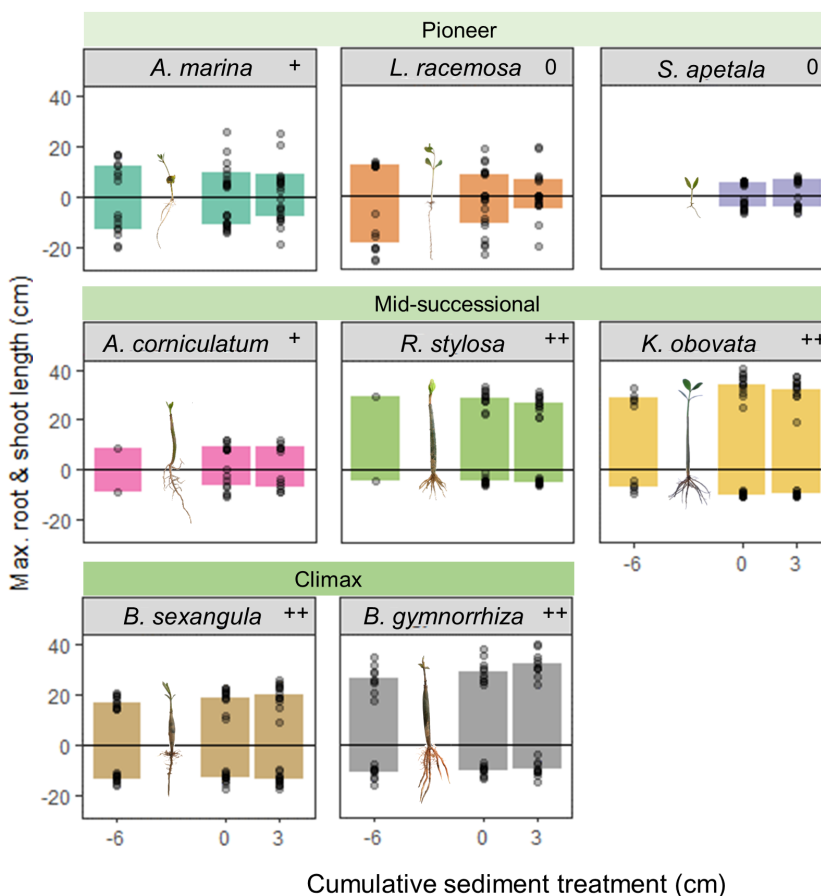 Pioneer
A. marina +
L. racemosa 0
S. apetala 0
40
20
0
-20
Mid-successional
A. corniculatum +
R. stylosa ++
K. obovata ++
40
20
0
-20
-6 0 3
Climax
B. sexangula ++
B. gymnorrhiza ++
40
20
0
-20
-6 0 3
-6 0 3
Max. root & shoot length (cm)
Cumulative sediment treatment (cm)